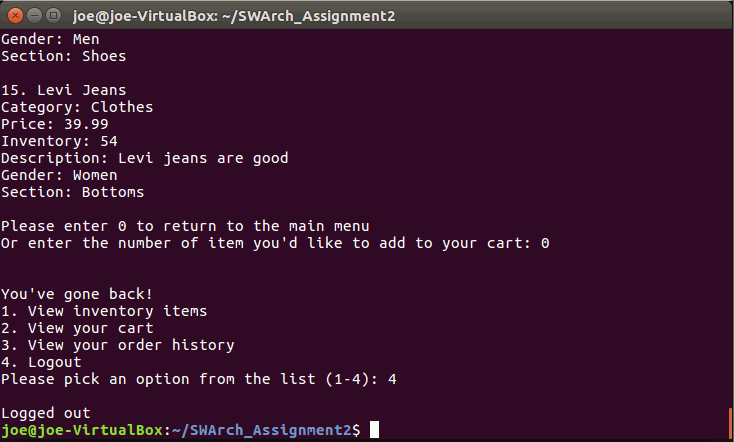 joe@joe-VirtualBox: ~/SWArch_Assignment2
Gender: Men
Section: Shoes
15. Levi Jeans
Category: Clothes
Price: 39.99
Inventory: 54
Description: Levi jeans are good
Gender: Women
Section: Bottoms
Please enter 0 to return to the main menu
Or enter the number of item you'd like to add to your cart: 0
You've gone back!
1. View inventory items
2. View your cart
3. View your order history
4. Logout
Please pick an option from the list (1-4): 4
Logged out
joe@joe-VirtualBox:~/SWArch_Assignment2$